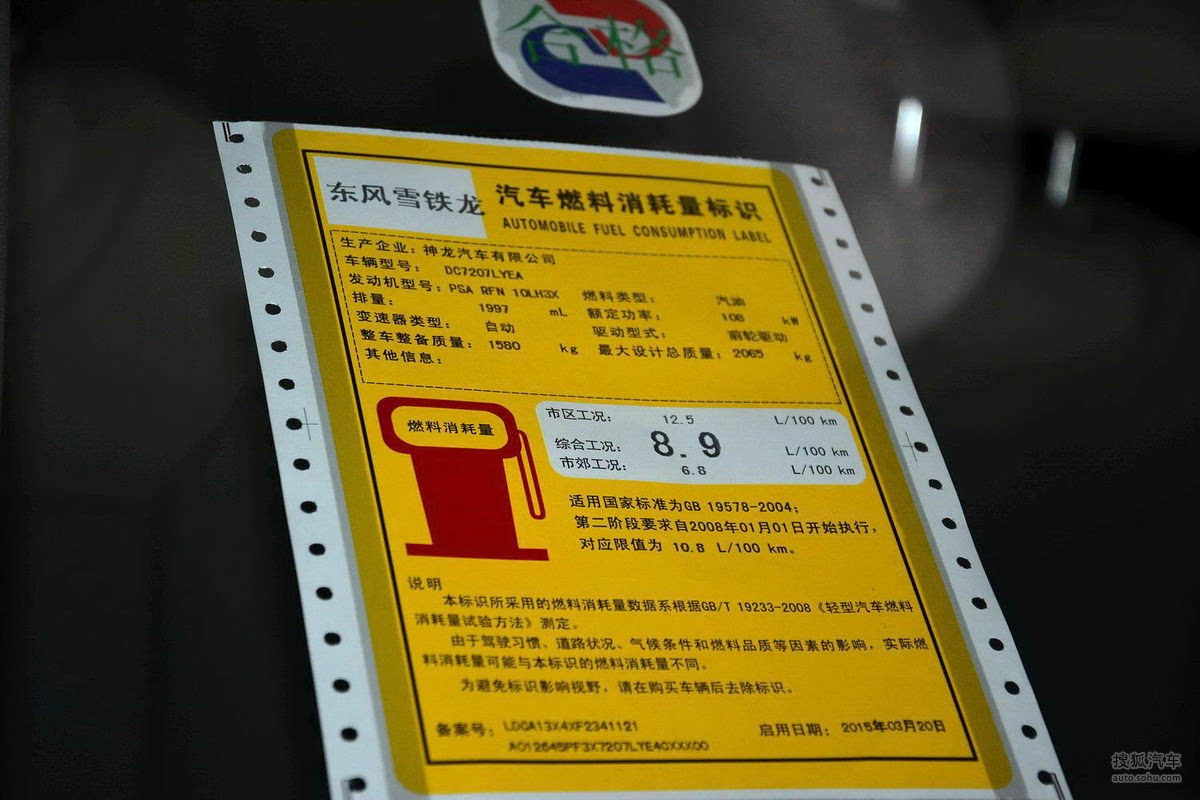 合格
东风雪铁龙 汽车燃料消耗量标识
AUTOMOBILE FUEL CONSUMPTION LABEL
生产企业：神龙汽车有限公司
车辆型号： DC7207LYEA
发动机型号：PSA RFN 10LH3X 燃料类型： 汽油
排量： 1997 mL 额定功率： 108 kW
变速器类型： 自动 驱动型式： 前轮驱动
整车整备质量： 1580 kg 最大设计总质量： 2065 kg
其他信息：
燃料消耗量
市区工况： 12.5 L/100 km
综合工况： 8.9 L/100 km
市郊工况： 6.8 L/100 km
适用国家标准为GB 19578-2004；
第二阶段要求自2008年01月01日开始执行，
对应限值为 10.8 L/100 km。
说明
本标识所采用的燃料消耗量数据系根据GB/T 19233-2008《轻型汽车燃料
消耗量试验方法》测定。
由于驾驶习惯、道路状况、气候条件和燃料品质等因素的影响，实际燃
料消耗量可能与本标识的燃料消耗量不同。
为避免标识影响视野，请在购买车辆后去除标识。
备案号： LDCA13X4XF2341121 启用日期： 2015年03月20日
搜狐汽车
auto.sohu.com